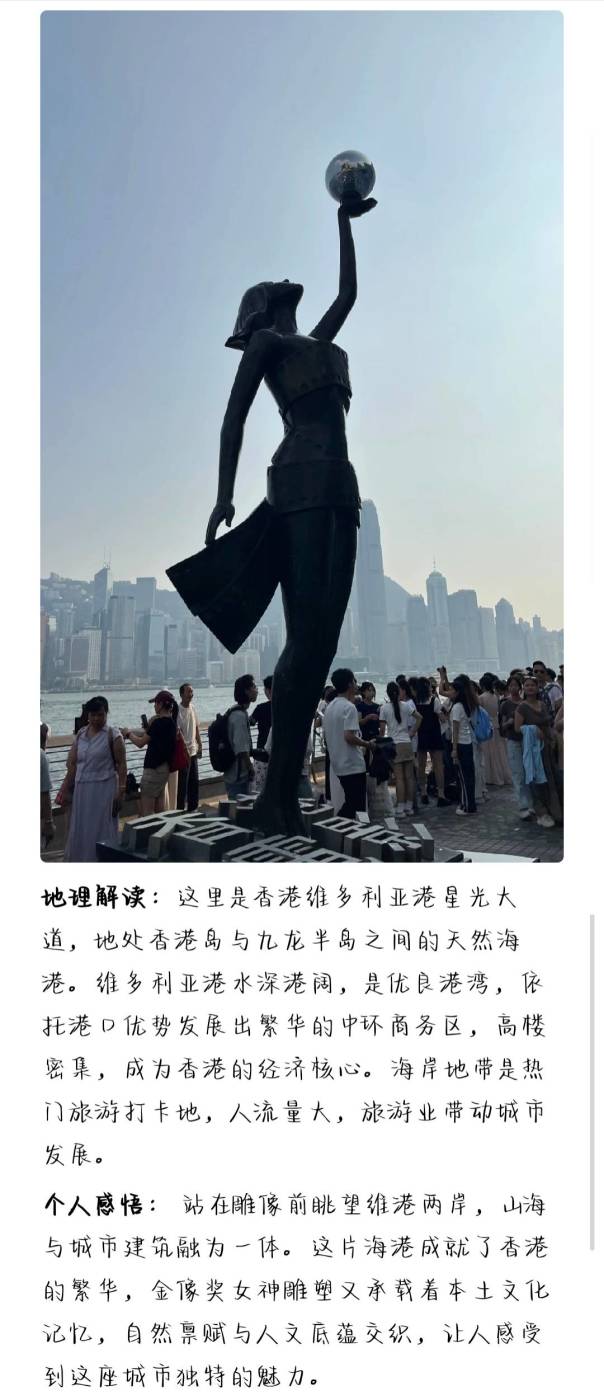 地理解读：这里是香港维多利亚港星光大
道，地处香港岛与九龙半岛之间的天然海
港。维多利亚港水深港阔，是优良港湾，依
托港口优势发展出繁华的中环商务区，高楼
密集，成为香港的经济核心。海岸地带是热
门旅游打卡地，人流量大，旅游业带动城市
发展。
个人感悟： 站在雕像前眺望维港两岸，山海
与城市建筑融为一体。这片海港成就了香港
的繁华，金像奖女神雕塑又承载着本土文化
记忆，自然禀赋与人文底蕴交织，让人感受
到这座城市独特的魅力。